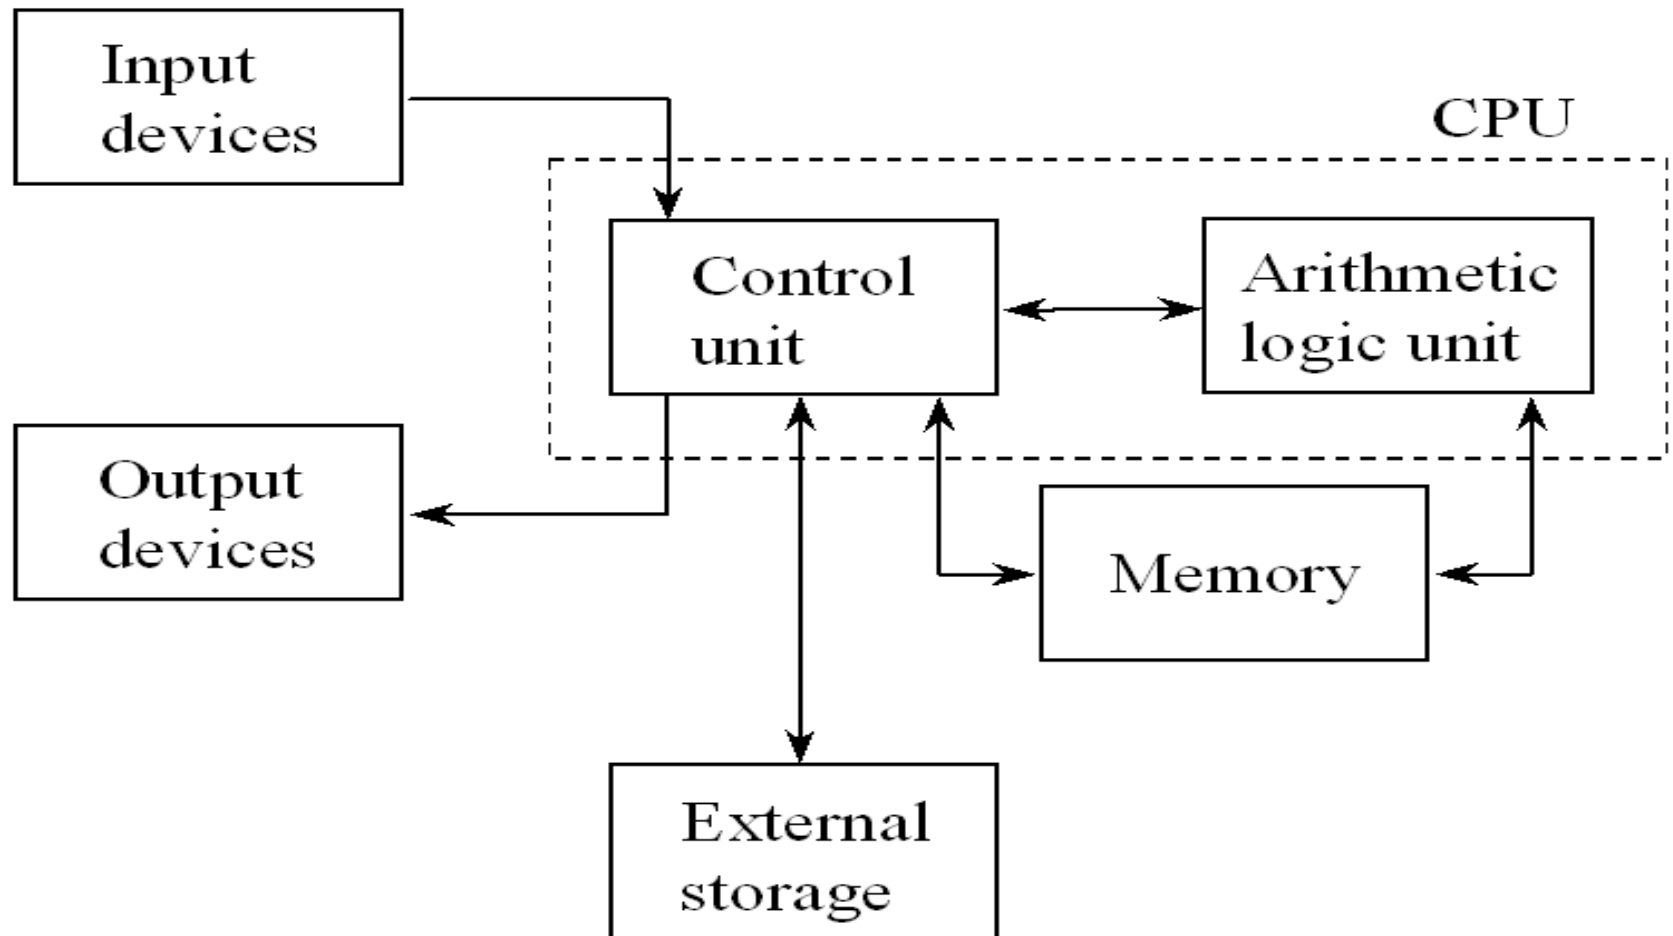 Input
devices
CPU
Control
unit
Arithmetic
logic unit
Output
devices
Memory
External
storage